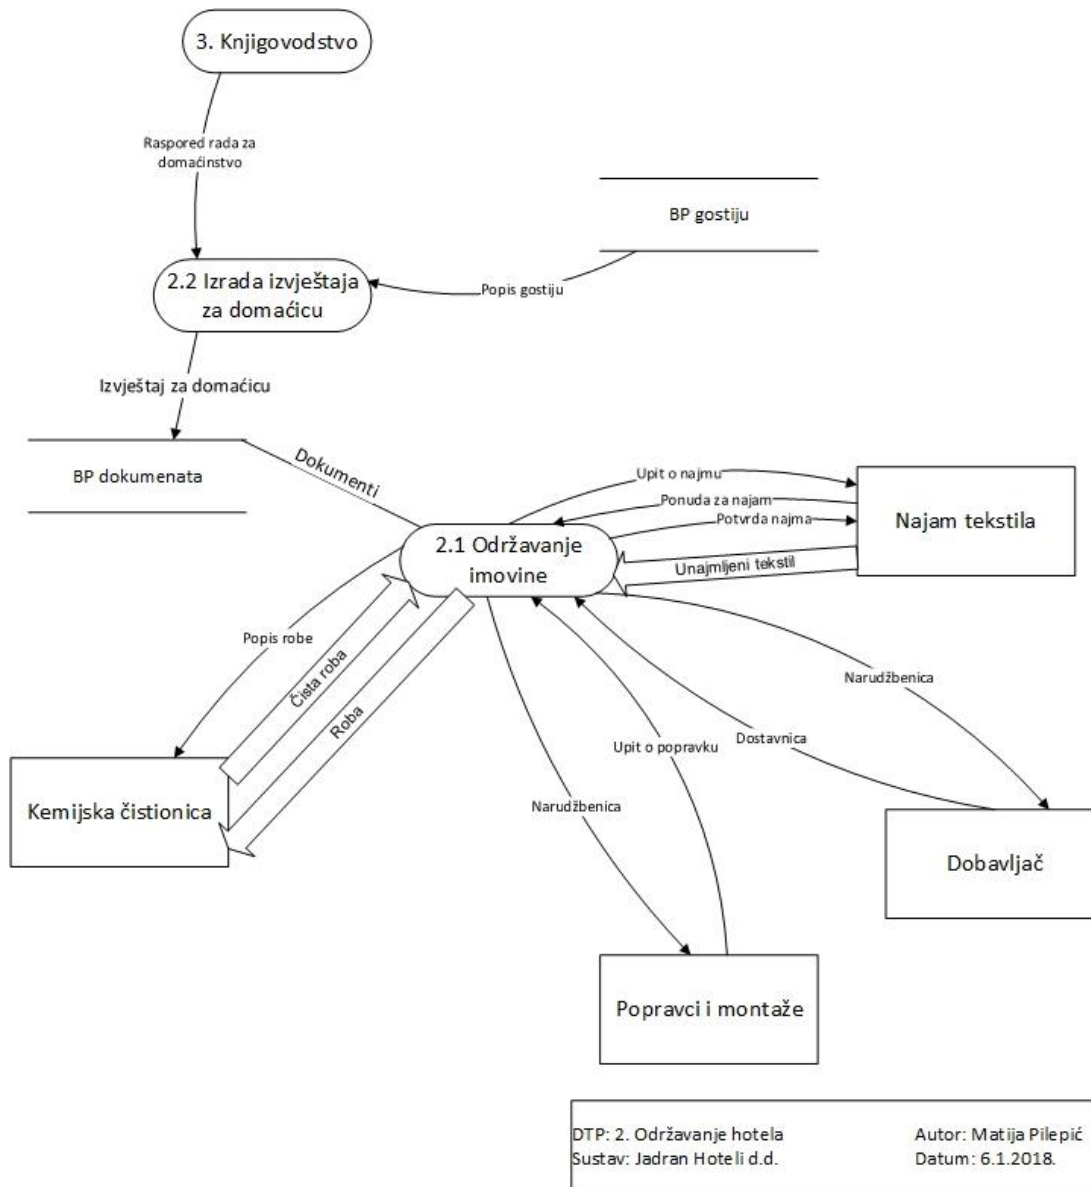 3. Knjigovodstvo
Raspored rada za
domaćinstvo
BP gostiju
2.2 Izrada izvještaja
za domaćicu
Popis gostiju
Izvještaj za domaćicu
BP dokumenata
Dokumenti
Upit o najmu
Ponuda za najam
Potvrda najma
Unajmljeni tekstil
Najam tekstila
2.1 Održavanje
imovine
Popis robe
Čista roba
Roba
Narudžbenica
Upit o popravku
Dostavnica
Narudžbenica
Kemijska čistionica
Dobavljač
Popravci i montaže
DTP: 2. Održavanje hotela
Autor: Matija Pilepić
Sustav: Jadran Hoteli d.d.
Datum: 6.1.2018.